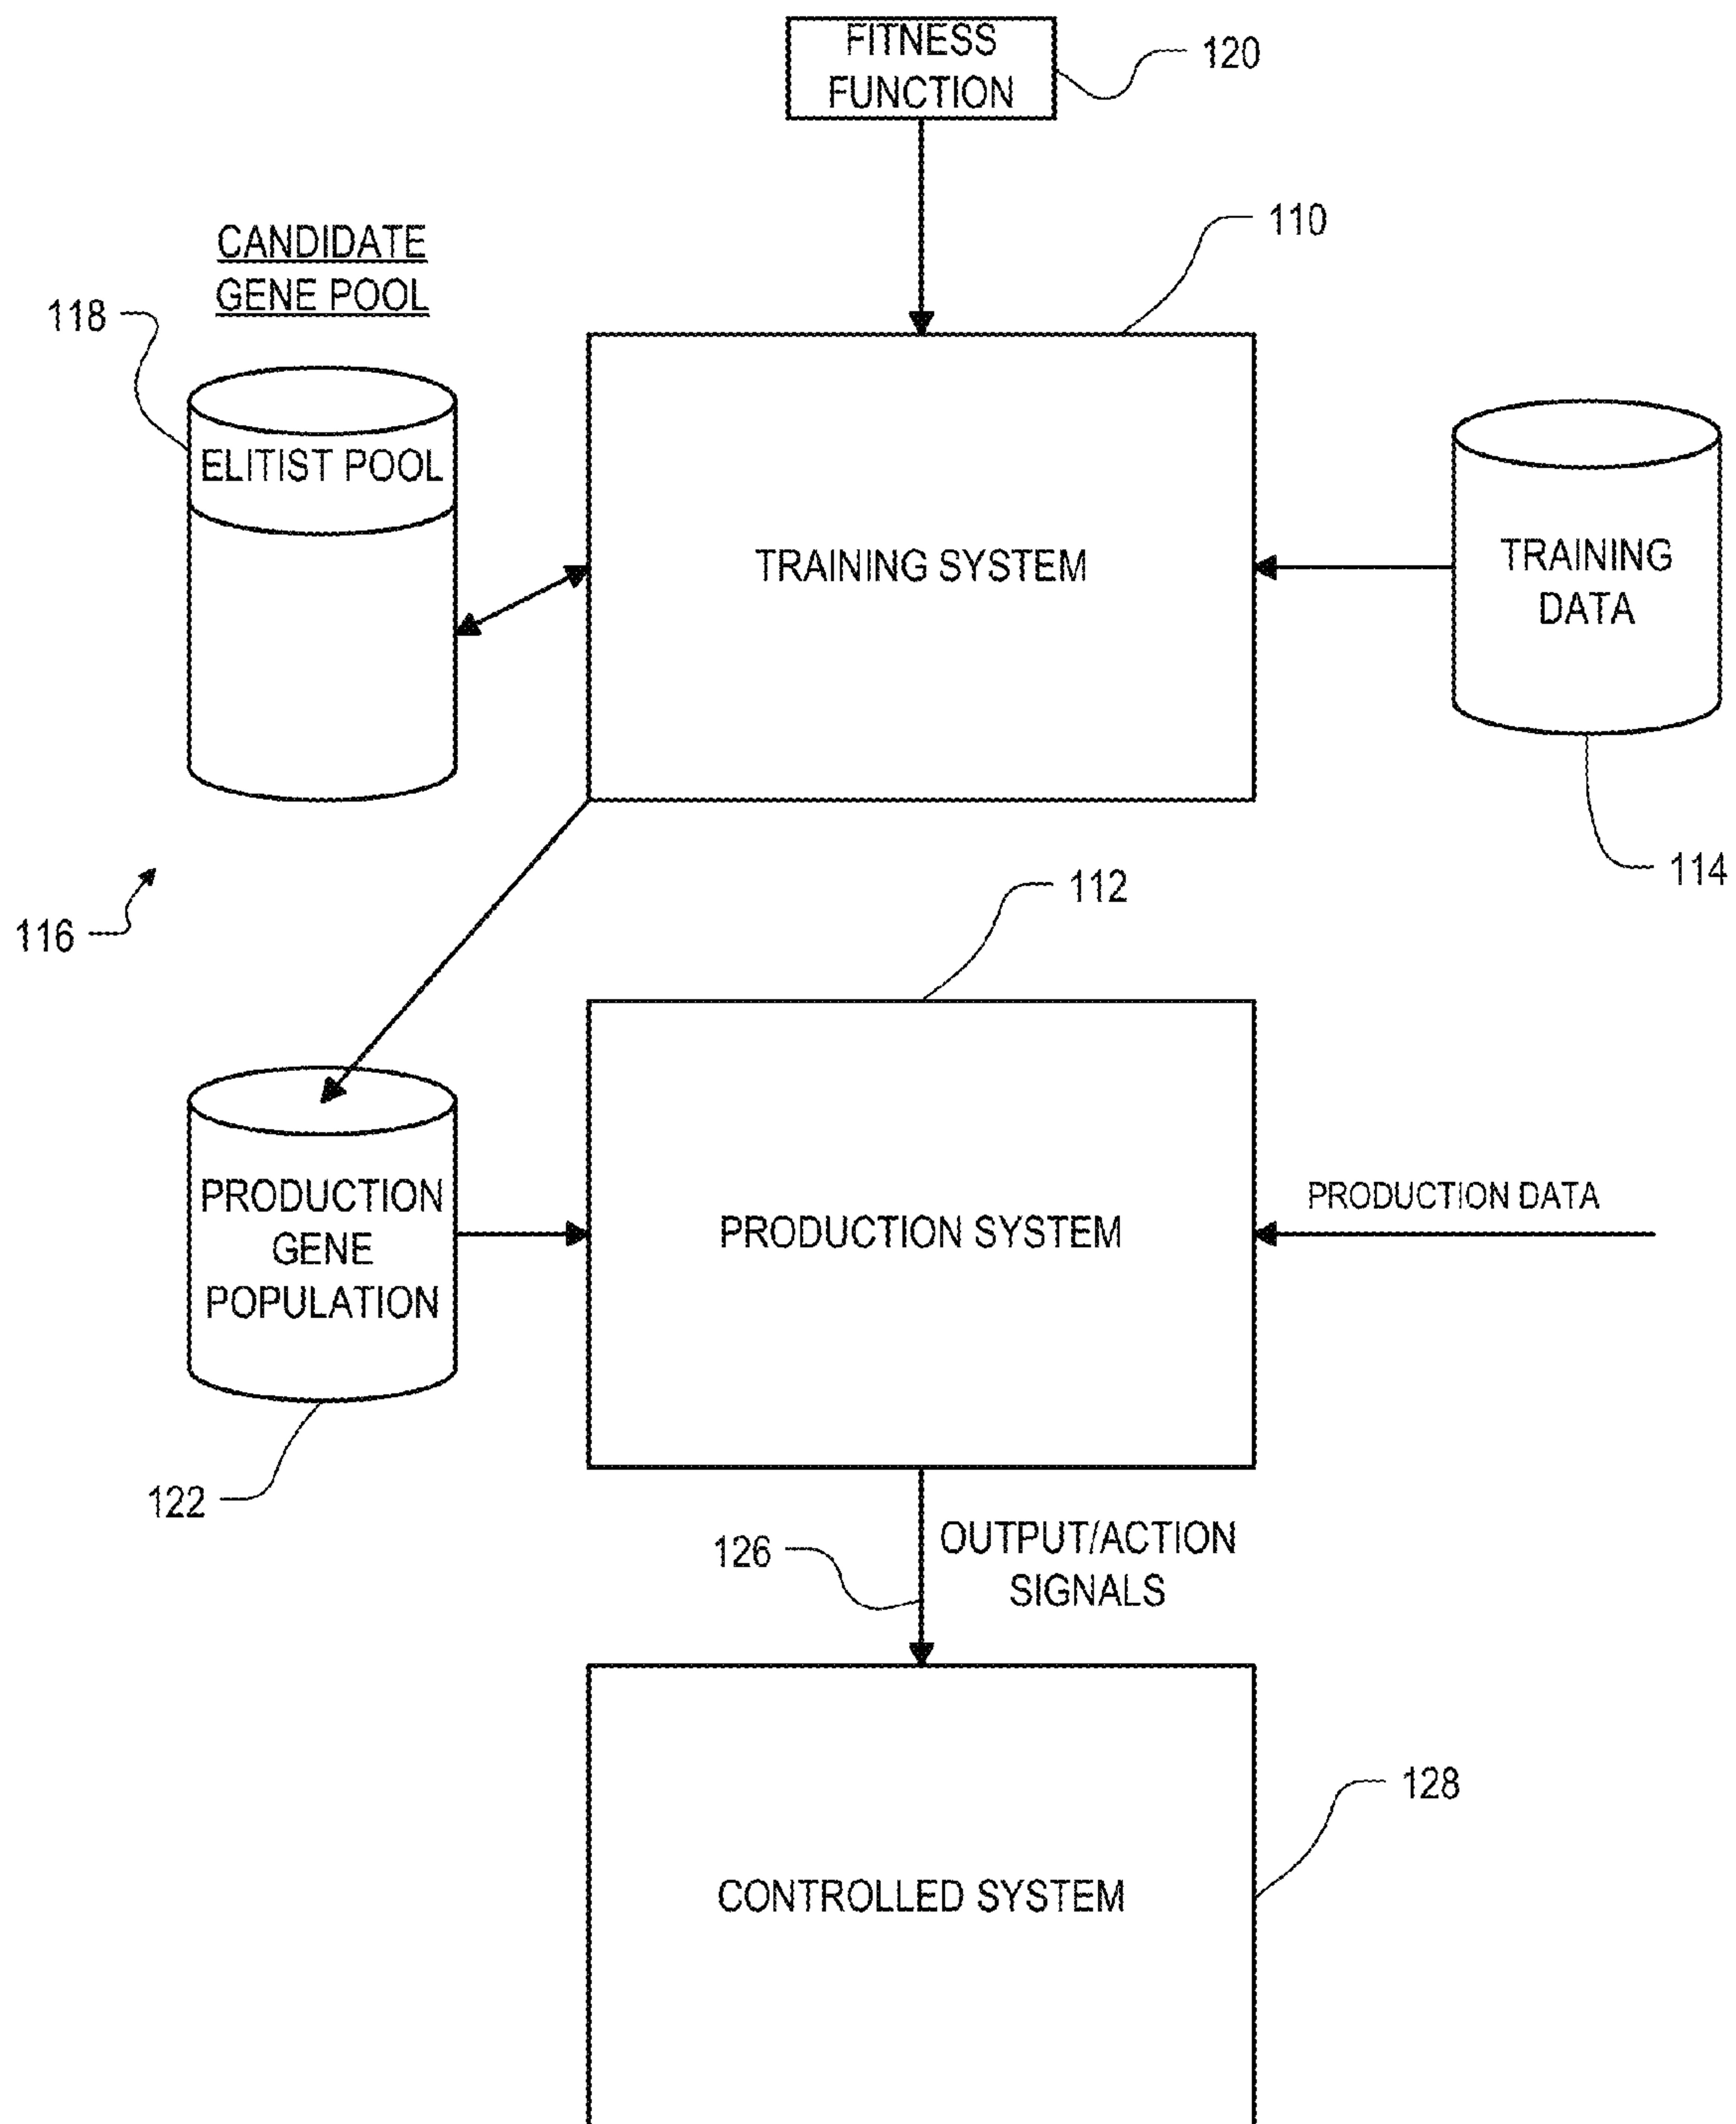 FITNESS
FUNCTION
120
110
CANDIDATE
GENE POOL
118
ELITIST POOL
TRAINING SYSTEM
TRAINING
DATA
114
116
112
PRODUCTION
GENE
POPULATION
PRODUCTION SYSTEM
PRODUCTION DATA
122
126
OUTPUT/ACTION
SIGNALS
128
CONTROLLED SYSTEM